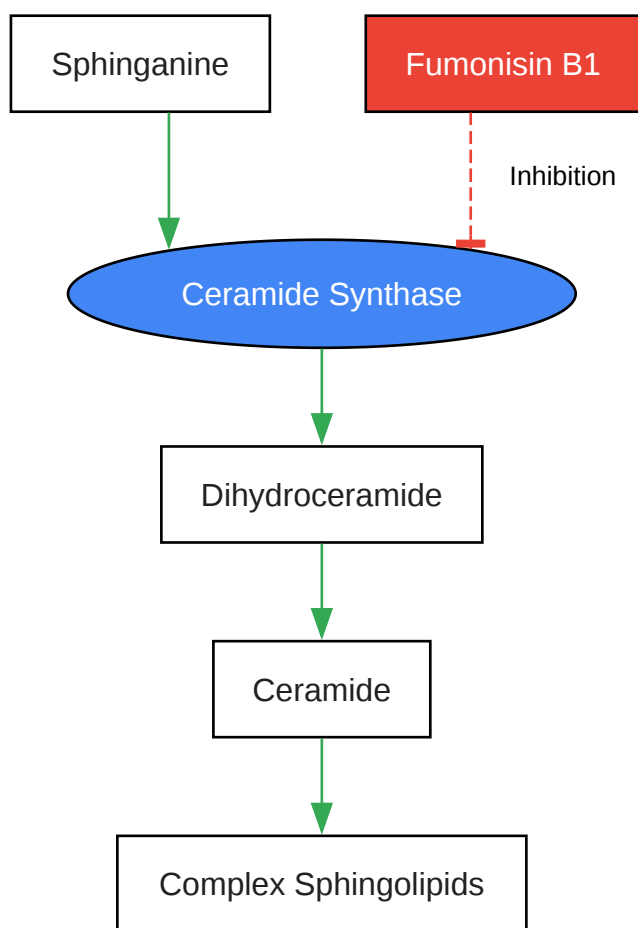 Sphinganine
Fumonisin B1
Inhibition
Ceramide Synthase
Dihydroceramide
Ceramide
Complex Sphingolipids